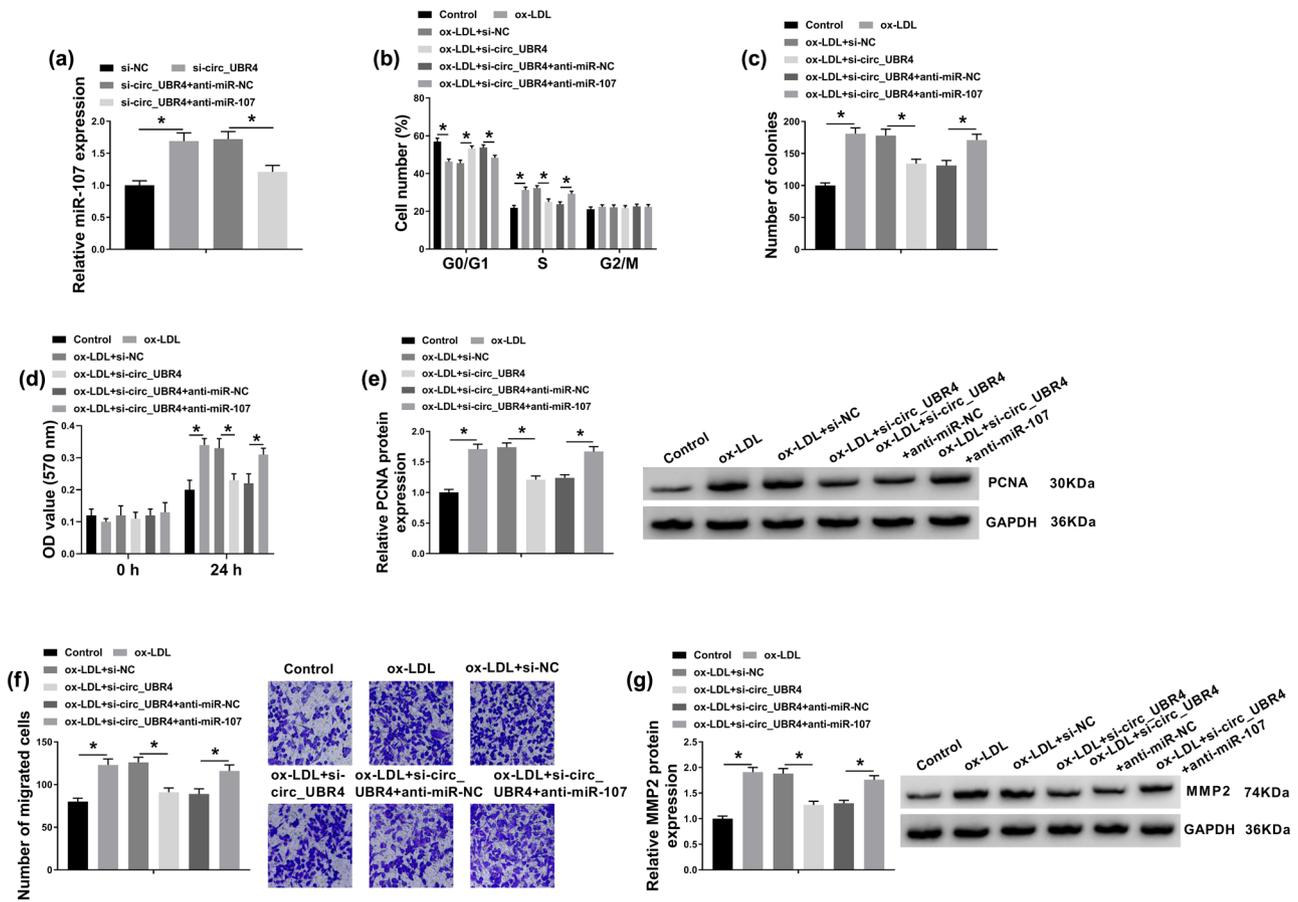 (a)
si-NC si-circ_UBR4
si-circ_UBR4+anti-miR-NC
si-circ_UBR4+anti-miR-107
Relative miR-107 expression
2.0
* *
1.5
1.0
0.5
0.0
(b)
Control ox-LDL
ox-LDL+si-NC
ox-LDL+si-circ_UBR4
ox-LDL+si-circ_UBR4+anti-miR-NC
ox-LDL+si-circ_UBR4+anti-miR-107
Cell number (%)
80
60
* * *
40
* * *
20
0
G0/G1 S G2/M
(c)
Control ox-LDL
ox-LDL+si-NC
ox-LDL+si-circ_UBR4
ox-LDL+si-circ_UBR4+anti-miR-NC
ox-LDL+si-circ_UBR4+anti-miR-107
Number of colonies
200
* * *
150
100
50
0
(d)
Control ox-LDL
ox-LDL+si-NC
ox-LDL+si-circ_UBR4
ox-LDL+si-circ_UBR4+anti-miR-NC
ox-LDL+si-circ_UBR4+anti-miR-107
OD value (570 nm)
0.4
* * *
0.3
0.2
0.1
0.0
0 h 24 h
(e)
Control ox-LDL
ox-LDL+si-NC
ox-LDL+si-circ_UBR4
ox-LDL+si-circ_UBR4+anti-miR-NC
ox-LDL+si-circ_UBR4+anti-miR-107
Relative PCNA protein
expression
2.0
* * *
1.5
1.0
0.5
0.0
Control
ox-LDL
ox-LDL+si-NC
ox-LDL+si-circ_UBR4
ox-LDL+si-circ_UBR4
+anti-miR-NC
ox-LDL+si-circ_UBR4
+anti-miR-107
PCNA 30KDa
GAPDH 36KDa
(f)
Control ox-LDL
ox-LDL+si-NC
ox-LDL+si-circ_UBR4
ox-LDL+si-circ_UBR4+anti-miR-NC
ox-LDL+si-circ_UBR4+anti-miR-107
Number of migrated cells
150
* * *
100
50
0
Control ox-LDL ox-LDL+si-NC
ox-LDL+si-
circ_UBR4
ox-LDL+si-circ_
UBR4+anti-miR-NC
ox-LDL+si-circ_
UBR4+anti-miR-107
(g)
Control ox-LDL
ox-LDL+si-NC
ox-LDL+si-circ_UBR4
ox-LDL+si-circ_UBR4+anti-miR-NC
ox-LDL+si-circ_UBR4+anti-miR-107
Relative MMP2 protein
expression
2.5
* * *
2.0
1.5
1.0
0.5
0.0
Control
ox-LDL
ox-LDL+si-NC
ox-LDL+si-circ_UBR4
ox-LDL+si-circ_UBR4
+anti-miR-NC
ox-LDL+si-circ_UBR4
+anti-miR-107
MMP2 74KDa
GAPDH 36KDa